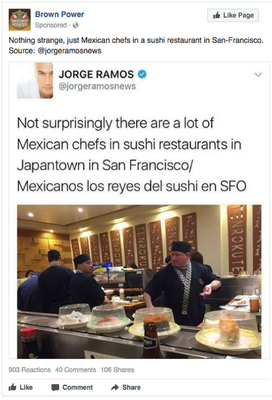 Brown Power
Sponsored ·
Like Page
Nothing strange, just Mexican chefs in a sushi restaurant in San-Francisco.
Source: @jorgeramosnews
JORGE RAMOS
@jorgeramosnews
Not surprisingly there are a lot of
Mexican chefs in sushi restaurants in
Japantown in San Francisco/
Mexicanos los reyes del sushi en SFO
903 Reactions 40 Comments 106 Shares
Like Comment Share